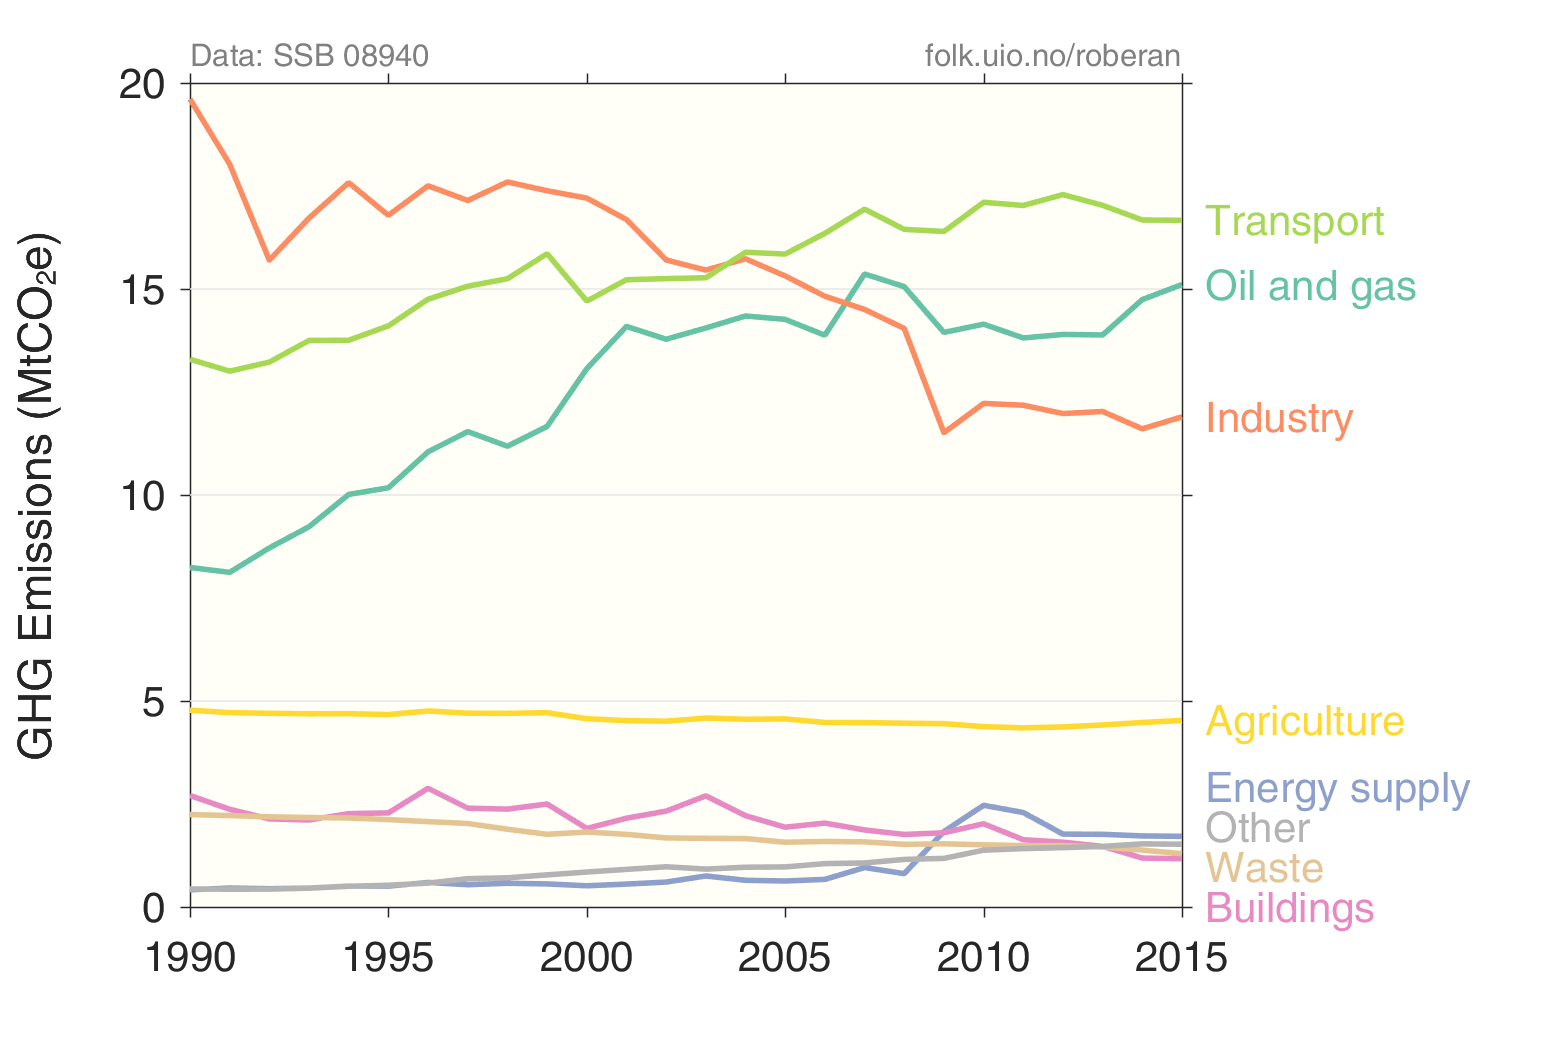 Data: SSB 08940
folk.uio.no/roberan
GHG Emissions (MtCO₂e)
20
15
10
5
0
1990
1995
2000
2005
2010
2015
Transport
Oil and gas
Industry
Agriculture
Energy supply
Other
Waste
Buildings